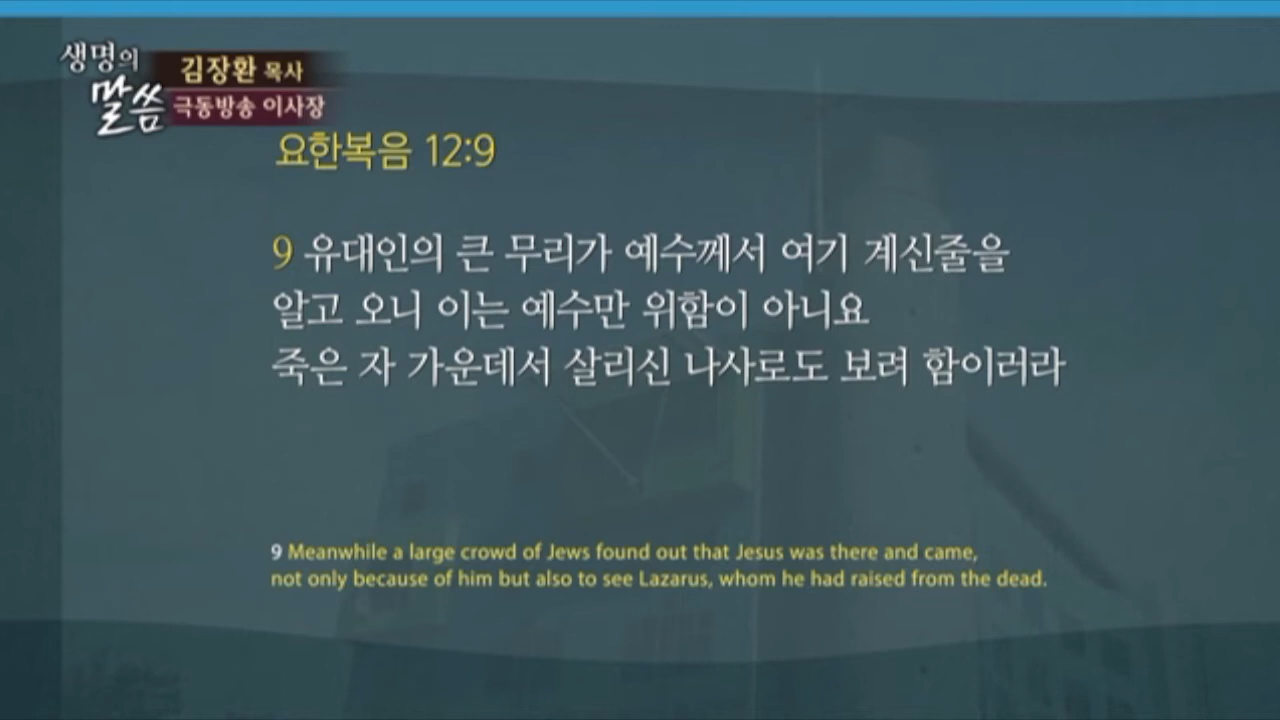 생명의
말씀
김장환 목사
극동방송 이사장
요한복음 12:9
9 유대인의 큰 무리가 예수께서 여기 계신줄을
알고 오니 이는 예수만 위함이 아니요
죽은 자 가운데서 살리신 나사로도 보려 함이러라
9 Meanwhile a large crowd of Jews found out that Jesus was there and came,
not only because of him but also to see Lazarus, whom he had raised from the dead.